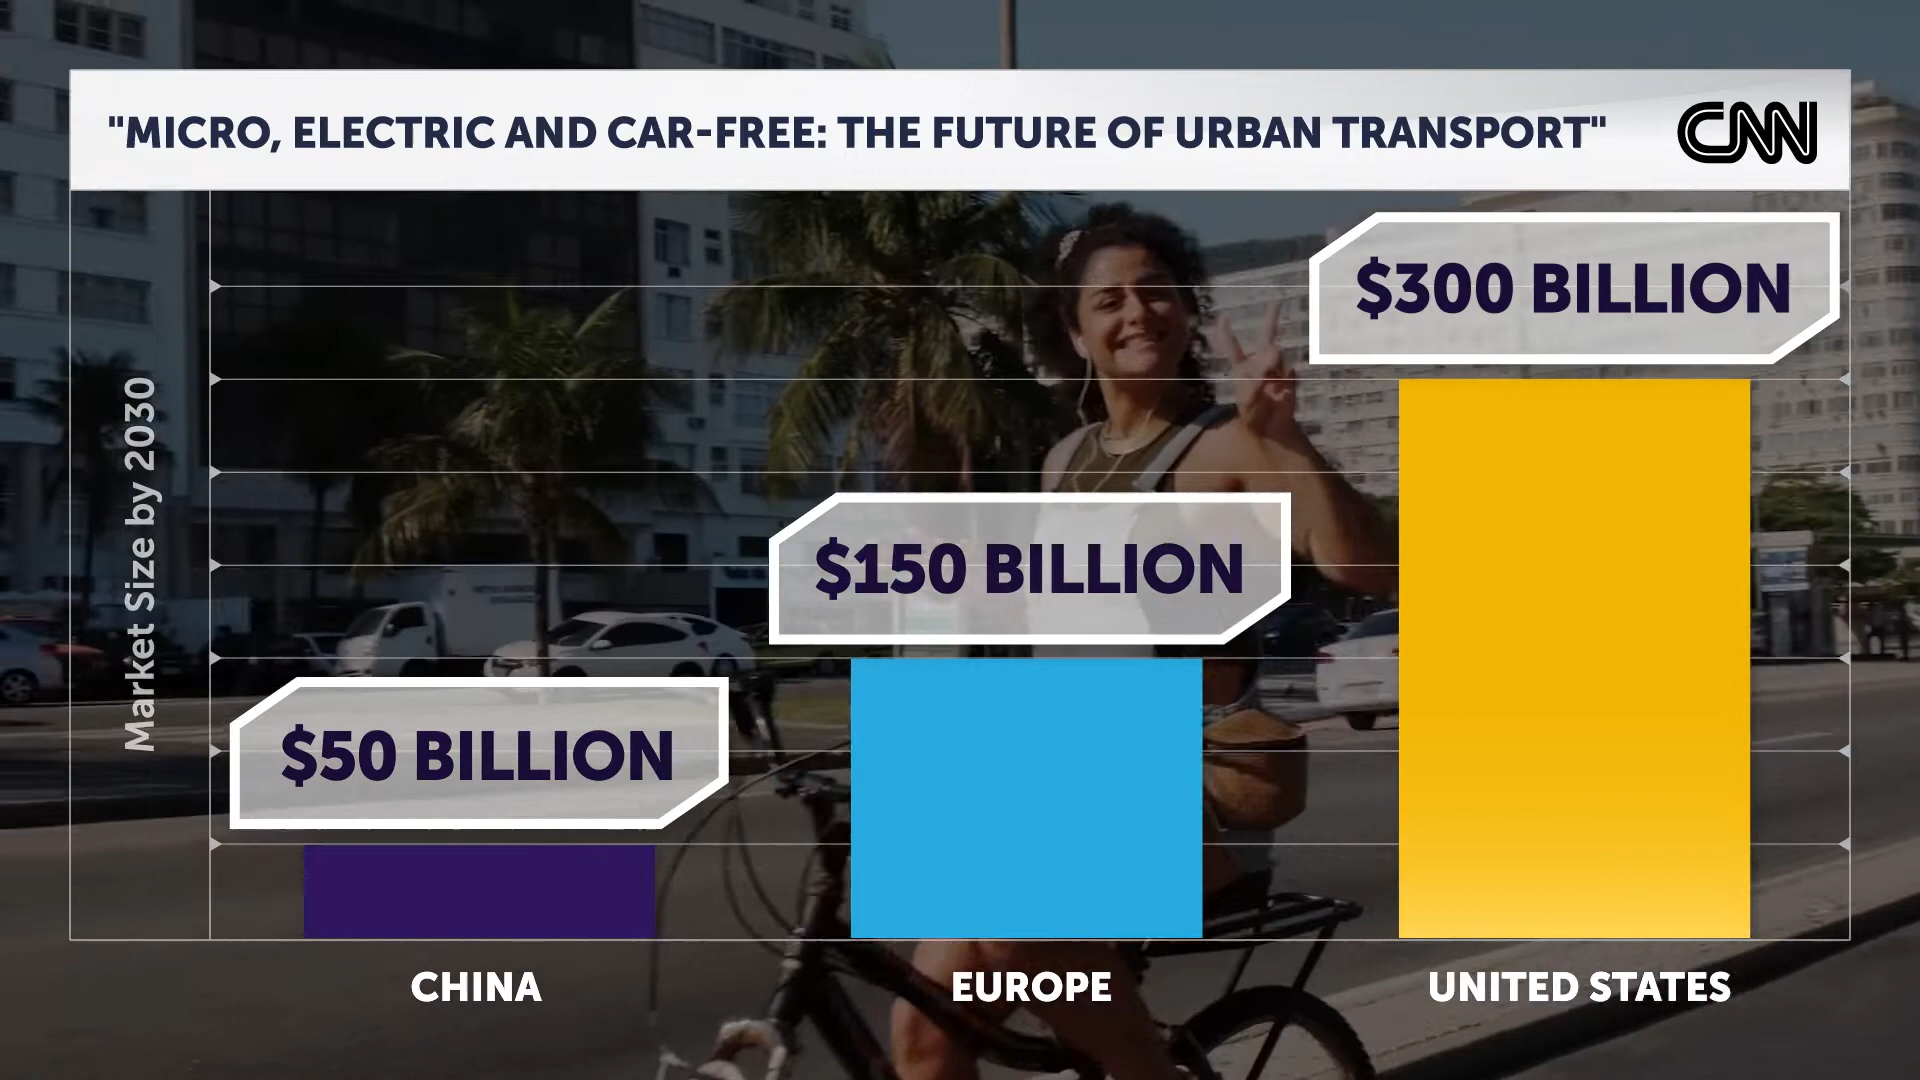 "MICRO, ELECTRIC AND CAR-FREE: THE FUTURE OF URBAN TRANSPORT"
CNN
Market Size by 2030
$50 BILLION
$150 BILLION
$300 BILLION
CHINA
EUROPE
UNITED STATES